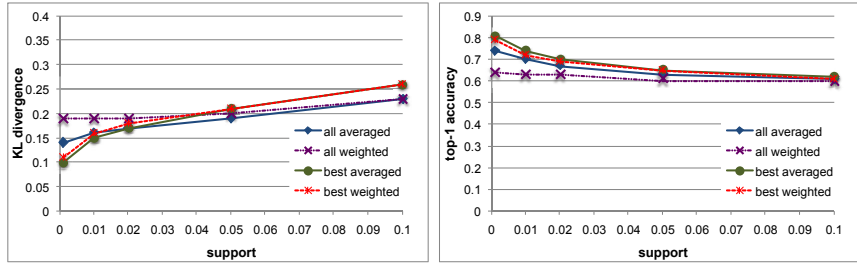 0.4
0.35
0.3
0.25
0.2
0.15
0.1
0.05
0
KL divergence
all averaged
all weighted
best averaged
best weighted
0 0.01 0.02 0.03 0.04 0.05 0.06 0.07 0.08 0.09 0.1
support
0.9
0.8
0.7
0.6
0.5
0.4
0.3
0.2
0.1
0
top-1 accuracy
all averaged
all weighted
best averaged
best weighted
0 0.01 0.02 0.03 0.04 0.05 0.06 0.07 0.08 0.09 0.1
support